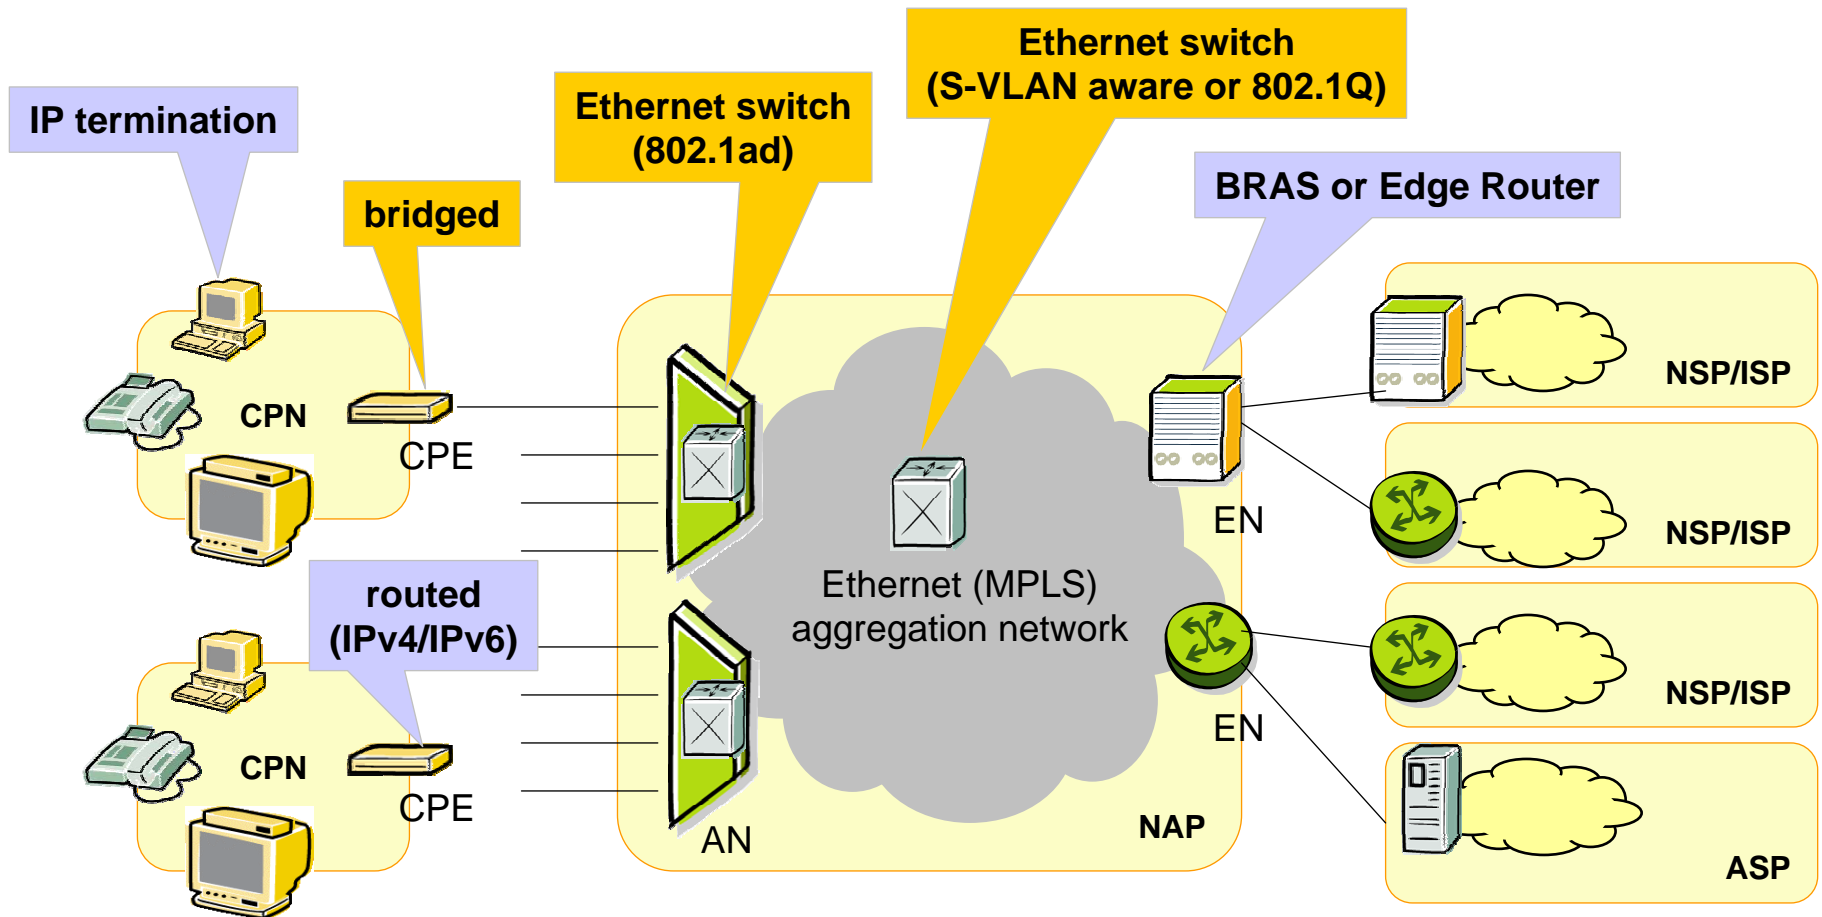 Ethernet switch
(S-VLAN aware or 802.1Q)
Ethernet switch
(802.1ad)
IP termination
BRAS or Edge Router
bridged
CPN
CPE
NSP/ISP
EN
NSP/ISP
Ethernet (MPLS)
aggregation network
routed
(IPv4/IPv6)
CPN
CPE
AN
NAP
EN
NSP/ISP
ASP